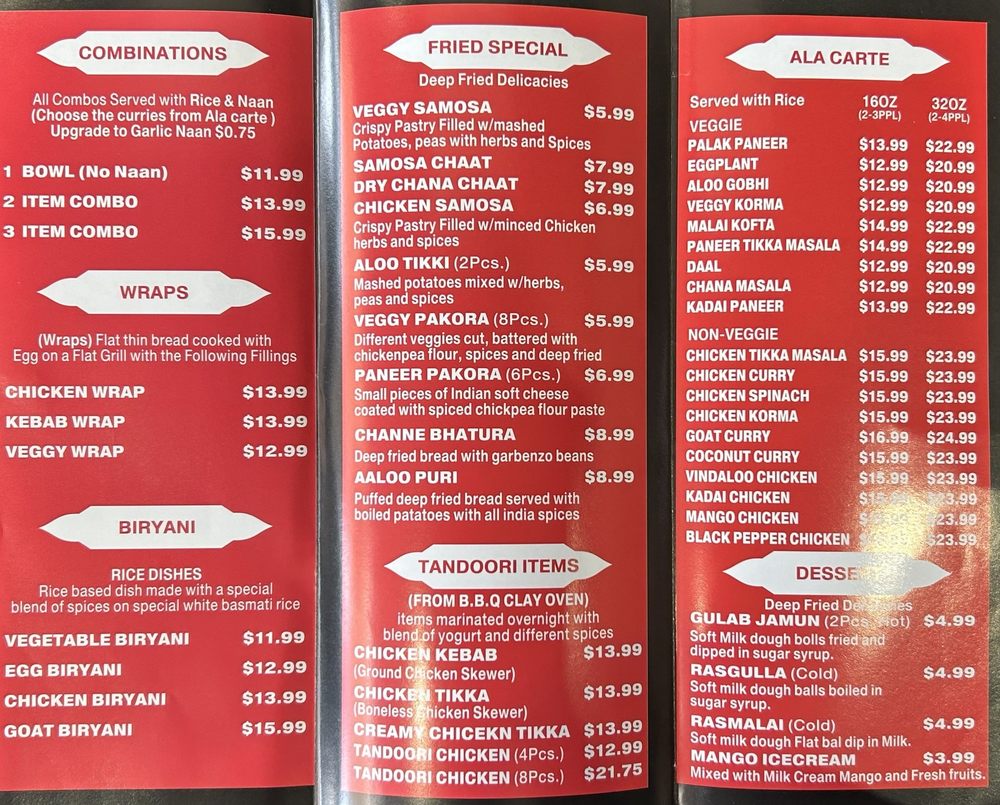 COMBINATIONS
All Combos Served with Rice & Naan
(Choose the curries from Ala carte )
Upgrade to Garlic Naan $0.75
1 BOWL (No Naan) $11.99
2 ITEM COMBO $13.99
3 ITEM COMBO $15.99
WRAPS
(Wraps) Flat thin bread cooked with
Egg on a Flat Grill with the Following Fillings
CHICKEN WRAP $13.99
KEBAB WRAP $13.99
VEGGY WRAP $12.99
BIRYANI
RICE DISHES
Rice based dish made with a special
blend of spices on special white basmati rice
VEGETABLE BIRYANI $11.99
EGG BIRYANI $12.99
CHICKEN BIRYANI $13.99
GOAT BIRYANI $15.99
FRIED SPECIAL
Deep Fried Delicacies
VEGGY SAMOSA $5.99
Crispy Pastry Filled w/mashed
Potatoes, peas with herbs and Spices
SAMOSA CHAAT $7.99
DRY CHANA CHAAT $7.99
CHICKEN SAMOSA $6.99
Crispy Pastry Filled w/minced Chicken
herbs and spices
ALOO TIKKI (2Pcs.) $5.99
Mashed potatoes mixed w/herbs,
peas and spices
VEGGY PAKORA (8Pcs.) $5.99
Different veggies cut, battered with
chickenpea flour, spices and deep fried
PANEER PAKORA (6Pcs.) $6.99
Small pieces of Indian soft cheese
coated with spiced chickpea flour paste
CHANNE BHATURA $8.99
Deep fried bread with garbenzo beans
AALOO PURI $8.99
Puffed deep fried bread served with
boiled patatoes with all india spices
TANDOORI ITEMS
(FROM B.B.Q CLAY OVEN)
items marinated overnight with
blend of yogurt and different spices
CHICKEN KEBAB $13.99
(Ground Chicken Skewer)
CHICKEN TIKKA $13.99
(Boneless Chicken Skewer)
CREAMY CHICEKN TIKKA $13.99
TANDOORI CHICKEN (4Pcs.) $12.99
TANDOORI CHICKEN (8Pcs.) $21.75
ALA CARTE
Served with Rice 16OZ 32OZ
(2-3PPL) (2-4PPL)
VEGGIE
PALAK PANEER $13.99 $22.99
EGGPLANT $12.99 $20.99
ALOO GOBHI $12.99 $20.99
VEGGY KORMA $12.99 $20.99
MALAI KOFTA $14.99 $22.99
PANEER TIKKA MASALA $14.99 $22.99
DAAL $12.99 $20.99
CHANA MASALA $12.99 $20.99
KADAI PANEER $13.99 $22.99
NON-VEGGIE
CHICKEN TIKKA MASALA $15.99 $23.99
CHICKEN CURRY $15.99 $23.99
CHICKEN SPINACH $15.99 $23.99
CHICKEN KORMA $15.99 $23.99
GOAT CURRY $16.99 $24.99
COCONUT CURRY $15.99 $23.99
VINDALOO CHICKEN $15.99 $23.99
KADAI CHICKEN $15.99 $23.99
MANGO CHICKEN $23.99
BLACK PEPPER CHICKEN $23.99
Deep Fried
GULAB JAMUN (2Pcs, Hot) $4.99
Soft Milk dough bolls fried and
dipped in sugar syrup.
RASGULLA (Cold) $4.99
Soft milk dough balls boiled in
sugar syrup.
RASMALAI (Cold) $4.99
Soft milk dough Flat bal dip in Milk.
MANGO ICECREAM $3.99
Mixed with Milk Cream Mango and Fresh fruits.